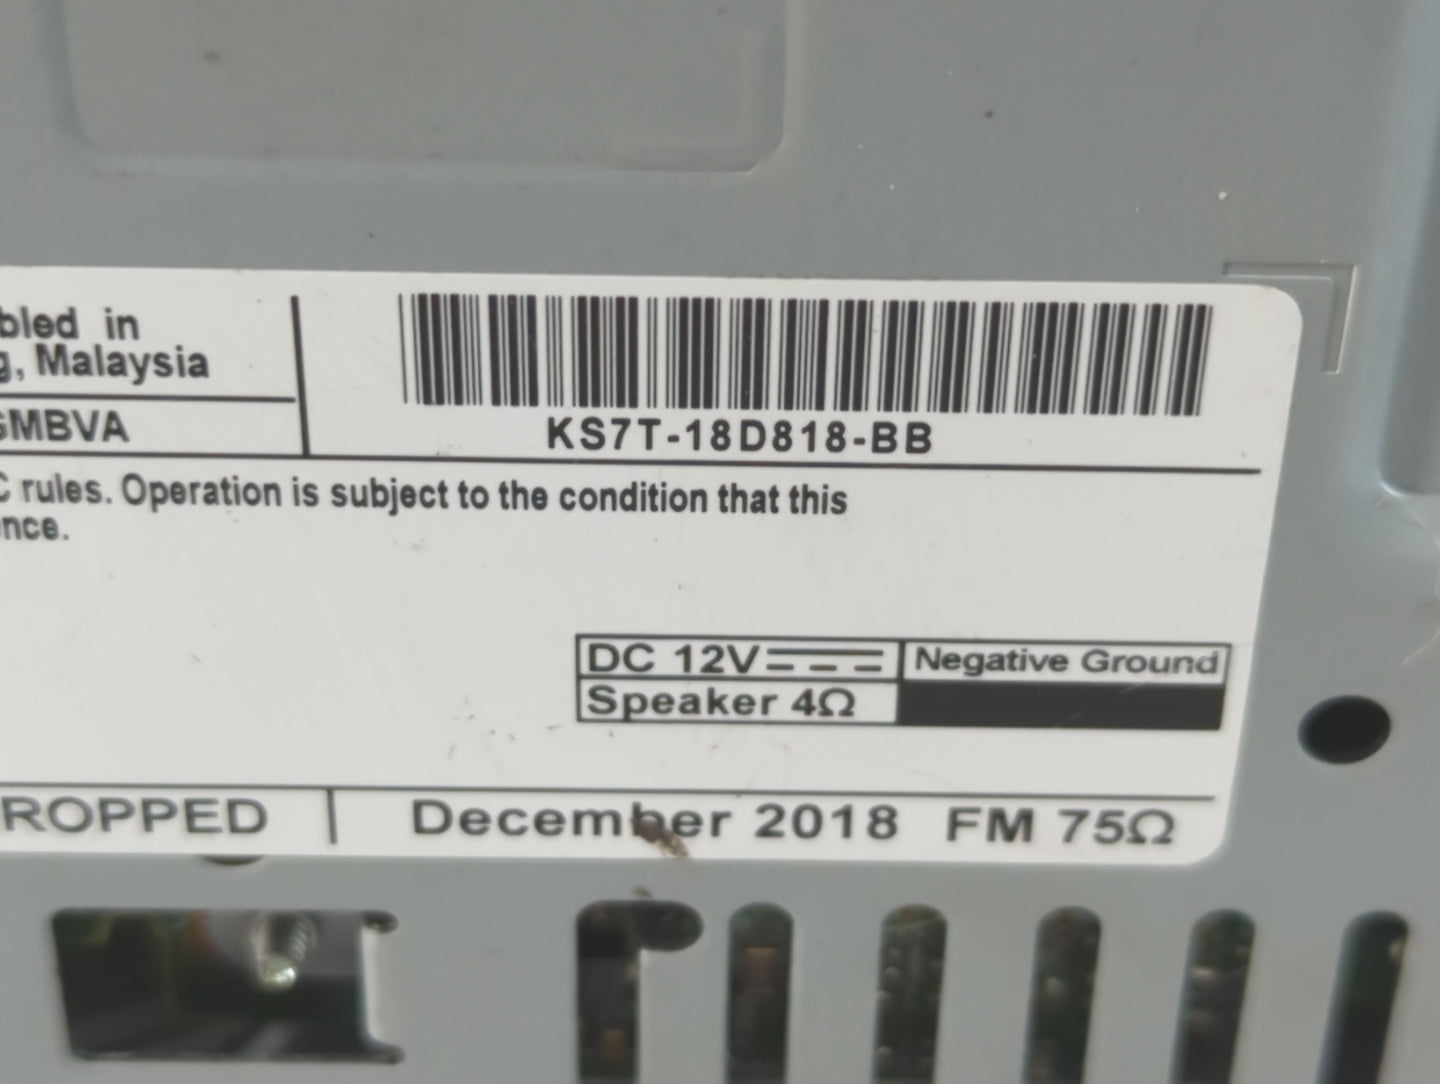 bled in
g, Malaysia
GMBVA
KS7T-18D818-BB
C rules. Operation is subject to the condition that this
nce.
DC 12V Negative Ground
Speaker 4Ω
ROPPED December 2018 FM 75Ω